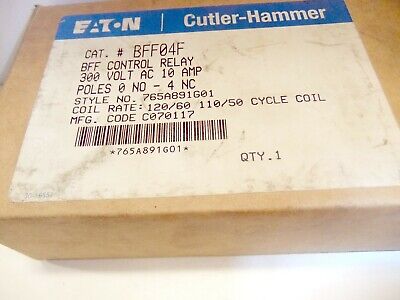 EATON Cutler-Hammer
CAT. # BFF04F
BFF CONTROL RELAY
300 VOLT AC 10 AMP
POLES 0 NO - 4 NC
STYLE NO. 765A891G01
COIL RATE: 120/60 110/50 CYCLE COIL
MFG. CODE C070117
*765A891G01*
QTY.1